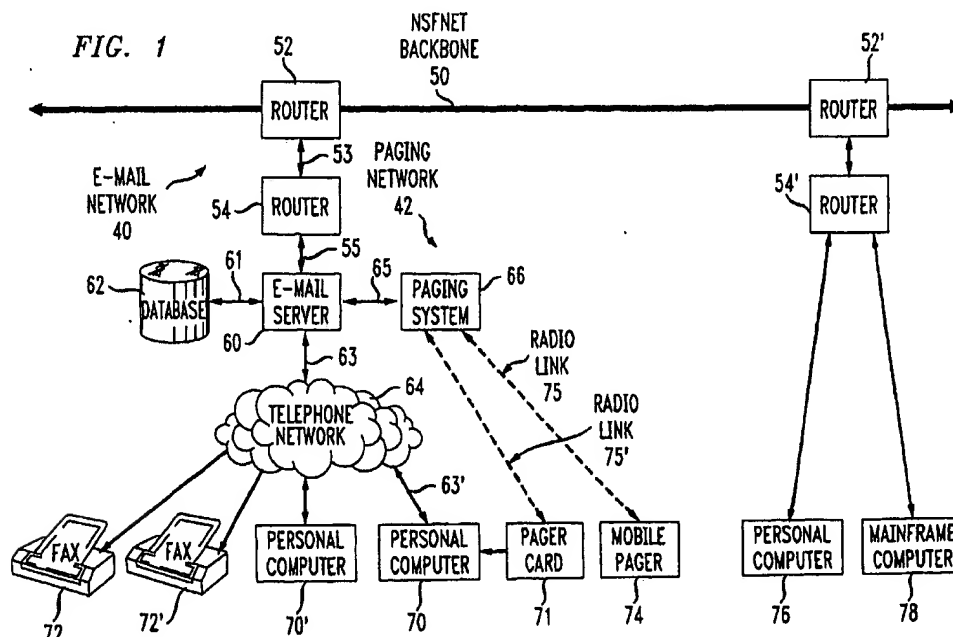 FIG. 1
NSFNET
BACKBONE
50
52
52'
ROUTER
ROUTER
53
PAGING
NETWORK
42
E-MAIL
NETWORK
40
54
ROUTER
54'
ROUTER
55
62
DATABASE
61
E-MAIL
SERVER
60
65
PAGING
SYSTEM
66
63
RADIO
LINK
75
64
TELEPHONE
NETWORK
RADIO
LINK
75'
63'
FAX
72
FAX
72'
PERSONAL
COMPUTER
70'
PERSONAL
COMPUTER
70
PAGER
CARD
71
MOBILE
PAGER
74
PERSONAL
COMPUTER
76
MAINFRAME
COMPUTER
78